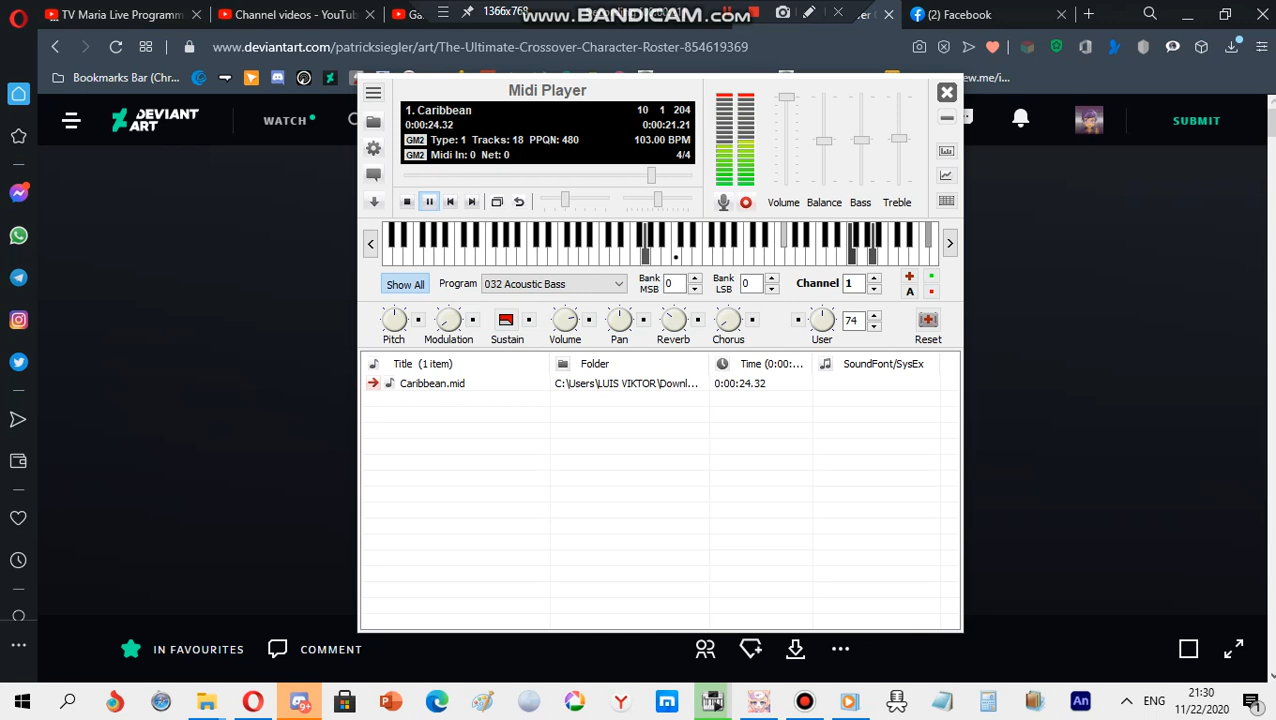 TV Maria Live Programm
Channel videos - YouTub
Ga
1366x768
www.BANDICAM.com
(2) Facebook
www.deviantart.com/patricksiegler/art/The-Ultimate-Crossover-Character-Roster-854619369
Bookmarks Bar (Chr...
ew.me/i...
DEVIANT ART
WATCH
SUBMIT
Midi Player
1. Caribbean
10 1 204
0:00:24.32
0:00:21.21
GM2 Type: 1 Tracks: 18 PPQN: 480
103.00 BPM
GM2 Midi In: 0 Net: 0
4/4
Volume Balance Bass Treble
Show All
Program
032 Acoustic Bass
Bank MSB
0
Bank LSB
0
Channel
1
A
Pitch
Modulation
Sustain
Volume
Pan
Reverb
Chorus
User
74
Reset
Title (1 item)
Folder
Time (0:00:...
SoundFont/SysEx
Caribbean.mid
C:\Users\LUIS VIKTOR\Downl...
0:00:24.32
IN FAVOURITES
COMMENT
9+
An
ENG
21:30
11/22/2020
1